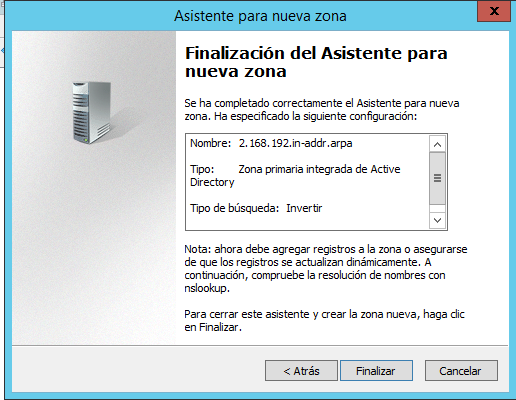 Asistente para nueva zona
x
Finalización del Asistente para
nueva zona
Se ha completado correctamente el Asistente para nueva
zona. Ha especificado la siguiente configuración:
Nombre: 2.168.192.in-addr.arpa
Tipo: Zona primaria integrada de Active
Directory
Tipo de búsqueda: Invertir
Nota: ahora debe agregar registros a la zona o asegurarse
de que los registros se actualizan dinámicamente. A
continuación, compruebe la resolución de nombres con
nslookup.
Para cerrar este asistente y crear la zona nueva, haga clic
en Finalizar.
< Atrás
Finalizar
Cancelar